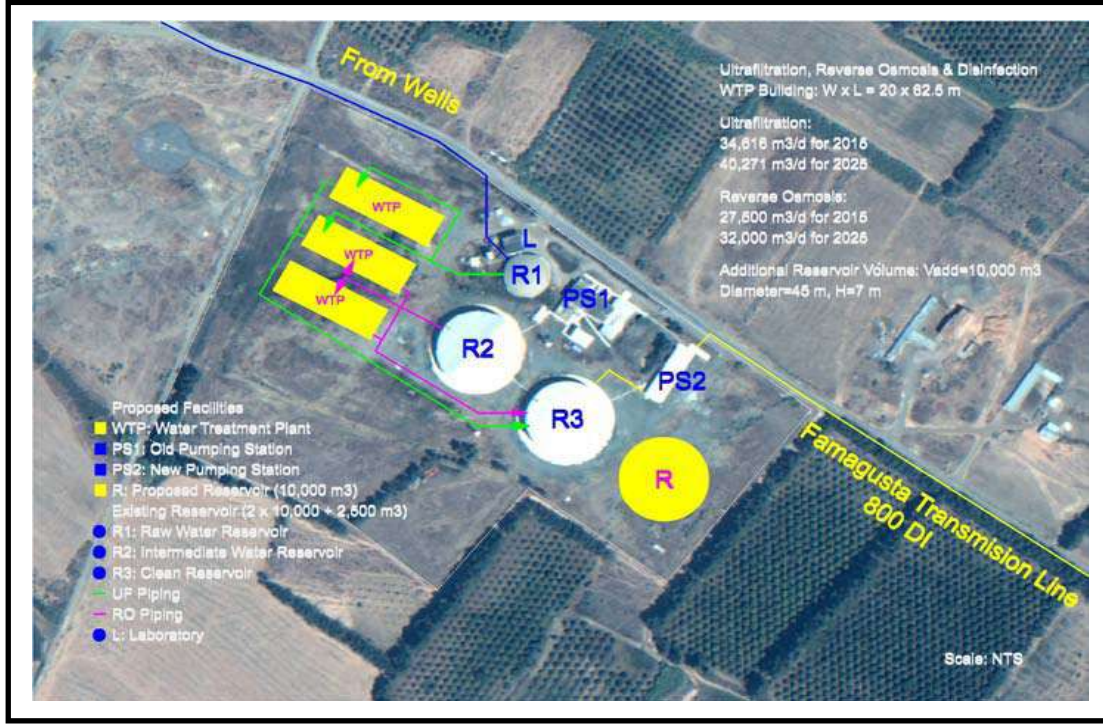 From Wells
Ultrafiltration, Reverse Osmosis & Disinfection
WTP Building: W x L = 20 x 62.5 m
Ultrafiltration:
34,616 m3/d for 2015
40,271 m3/d for 2025
Reverse Osmosis:
27,500 m3/d for 2015
32,000 m3/d for 2025
Additional Reservoir Volume: Vadd=10,000 m3
Diameter=45 m, H=7 m
WTP
WTP
WTP
L
R1
PS1
R2
PS2
R3
R
Famagusta Transmision Line
800 DI
Proposed Facilities
WTP: Water Treatment Plant
PS1: Old Pumping Station
PS2: New Pumping Station
R: Proposed Reservoir (10,000 m3)
Existing Reservoir (2 x 10,000 + 2,500 m3)
R1: Raw Water Reservoir
R2: Intermediate Water Reservoir
R3: Clean Reservoir
UF Piping
RO Piping
L: Laboratory
Scale: NTS